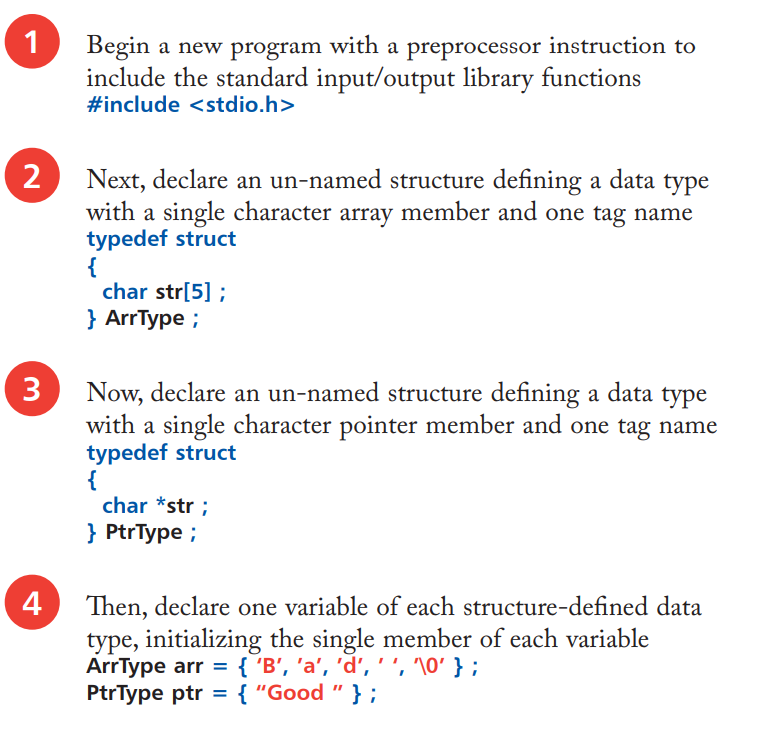 1
Begin a new program with a preprocessor instruction to
include the standard input/output library functions
#include <stdio.h>
2
Next, declare an un-named structure defining a data type
with a single character array member and one tag name
typedef struct
{
char str[5] ;
} ArrType ;
3
Now, declare an un-named structure defining a data type
with a single character pointer member and one tag name
typedef struct
{
char *str ;
} PtrType ;
4
Then, declare one variable of each structure-defined data
type, initializing the single member of each variable
ArrType arr = { ‘B’, ’a’, ’d’, ’ ‘, ’\0’ } ;
PtrType ptr = { “Good ” } ;